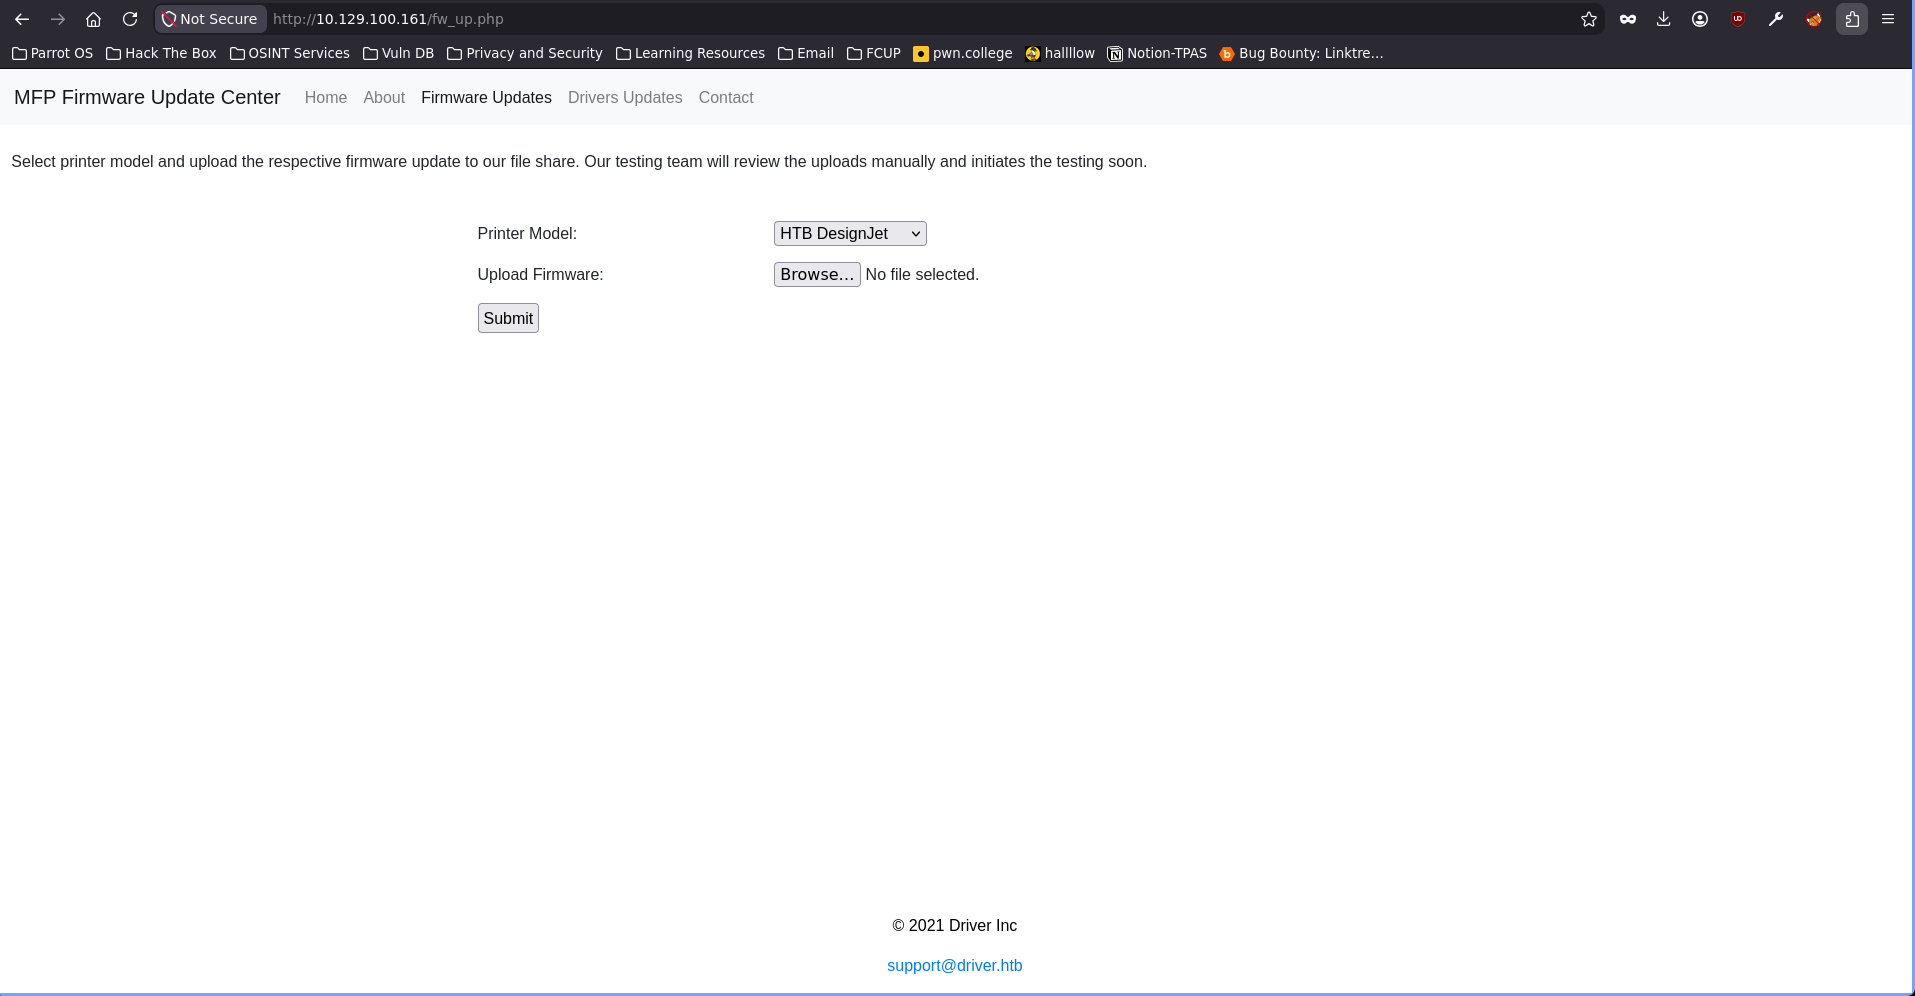 Not Secure http://10.129.100.161/fw_up.php
Parrot OS Hack The Box OSINT Services Vuln DB Privacy and Security Learning Resources Email FCUP pwn.college hallllow Notion-TPAS Bug Bounty: Linktre...
MFP Firmware Update Center Home About Firmware Updates Drivers Updates Contact
Select printer model and upload the respective firmware update to our file share. Our testing team will review the uploads manually and initiates the testing soon.
Printer Model: HTB DesignJet
Upload Firmware: Browse... No file selected.
Submit
© 2021 Driver Inc
support@driver.htb